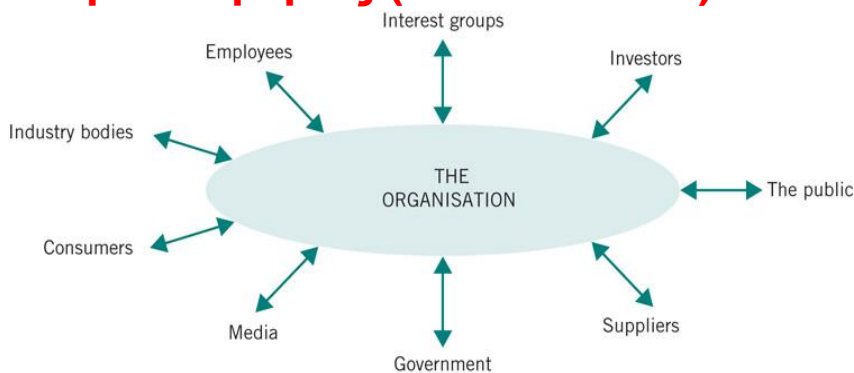 Interest groups
Employees
Investors
Industry bodies
THE
ORGANISATION
The public
Consumers
Media
Suppliers
Government